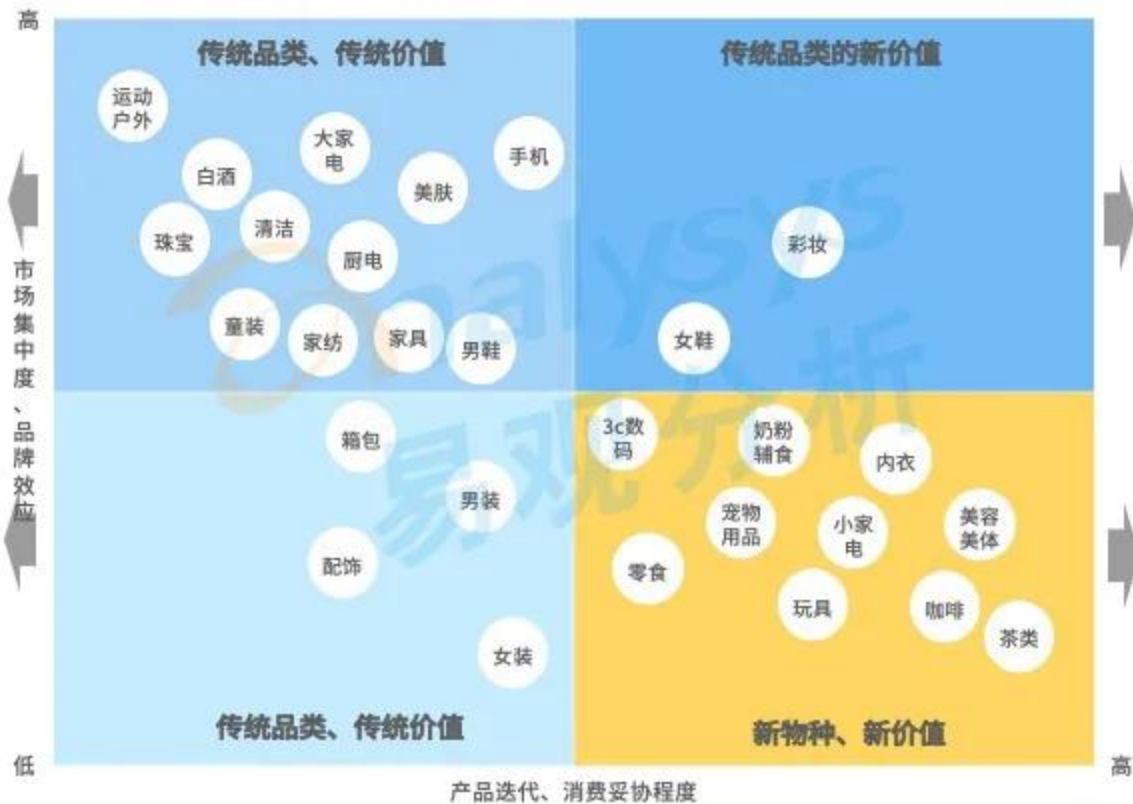 高
传统品类、传统价值
传统品类的新价值
运动
户外
大家
电
手机
白酒
美肤
清洁
珠宝
厨电
彩妆
童装
家纺
家具
男鞋
女鞋
市场集中度、品牌效应
箱包
3c数
码
奶粉
辅食
内衣
男装
宠物
用品
小家
电
美容
美体
配饰
零食
玩具
咖啡
茶类
女装
传统品类、传统价值
新物种、新价值
低
高
产品迭代、消费妥协程度
analysys
易观分析